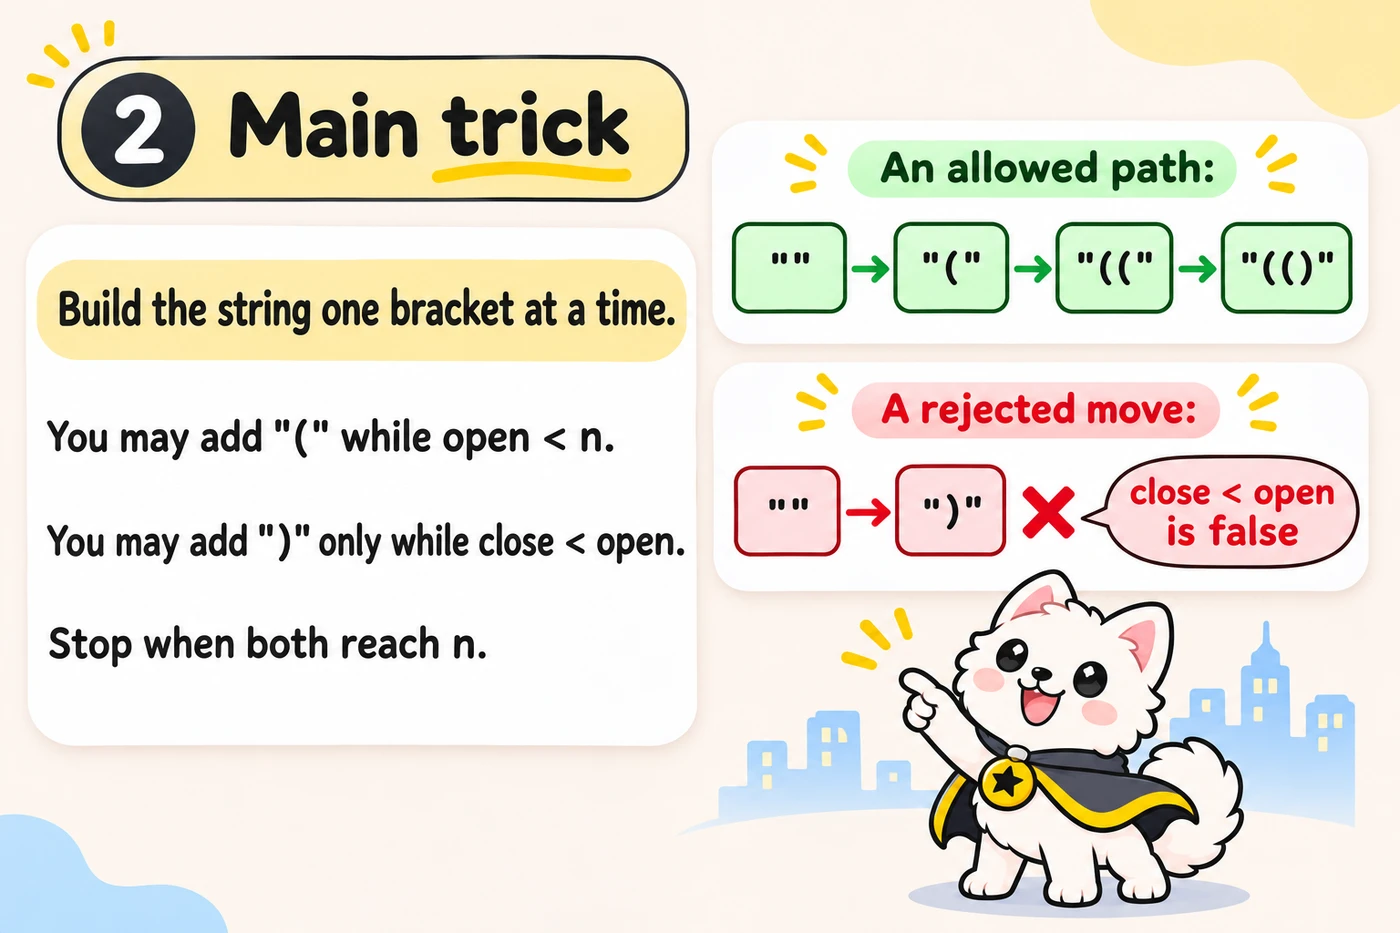 2 Main trick
Build the string one bracket at a time.
You may add "(" while open < n.
You may add ")" only while close < open.
Stop when both reach n.
An allowed path:
"" → "(" → "((" → "(()"
A rejected move:
"" → ")" ✗
close < open
is false